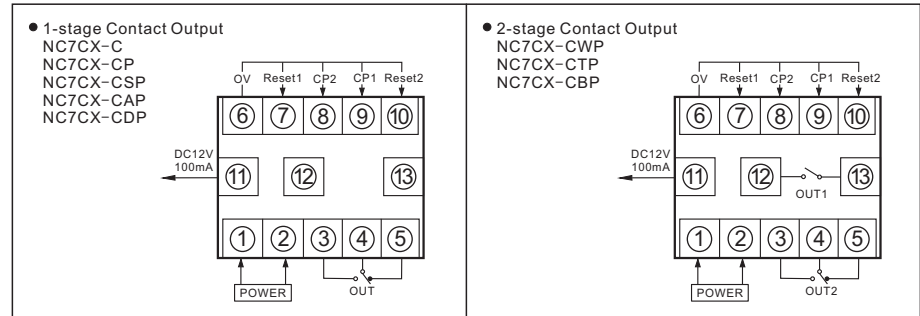 ● 1-stage Contact Output
NC7CX-C
NC7CX-CP
NC7CX-CSP
NC7CX-CAP
NC7CX-CDP
OV Reset1 CP2 CP1 Reset2
⑥ ⑦ ⑧ ⑨ ⑩
DC12V
100mA
⑪ ⑫ ⑬
① ② ③ ④ ⑤
POWER OUT
● 2-stage Contact Output
NC7CX-CWP
NC7CX-CTP
NC7CX-CBP
OV Reset1 CP2 CP1 Reset2
⑥ ⑦ ⑧ ⑨ ⑩
DC12V
100mA
⑪ ⑫ ⑬
OUT1
① ② ③ ④ ⑤
POWER OUT2